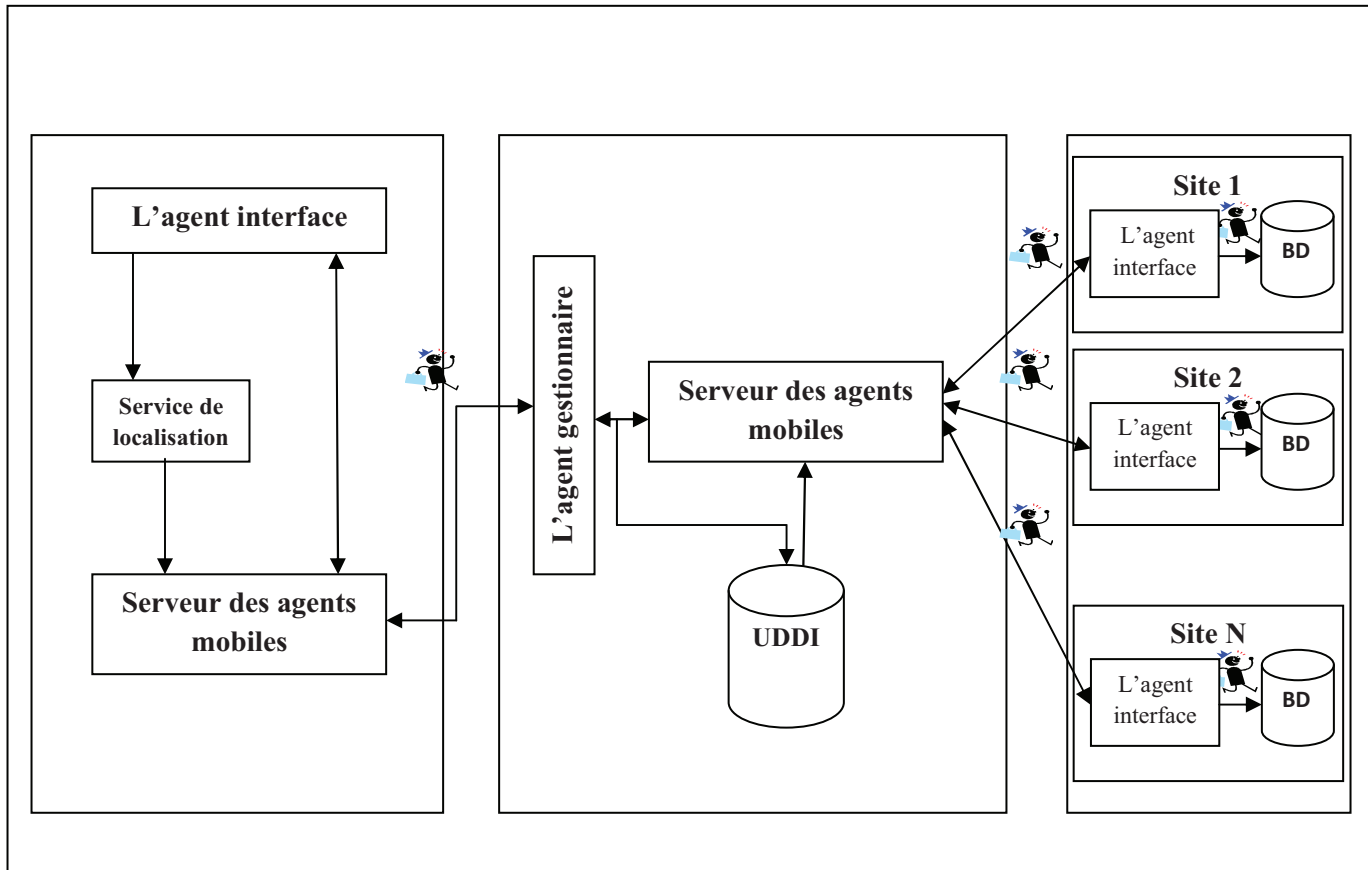 L’agent interface
Service de
localisation
Serveur des agents
mobiles
L’agent gestionnaire
Serveur des agents
mobiles
UDDI
Site 1
L’agent
interface
BD
Site 2
L’agent
interface
BD
Site N
L’agent
interface
BD